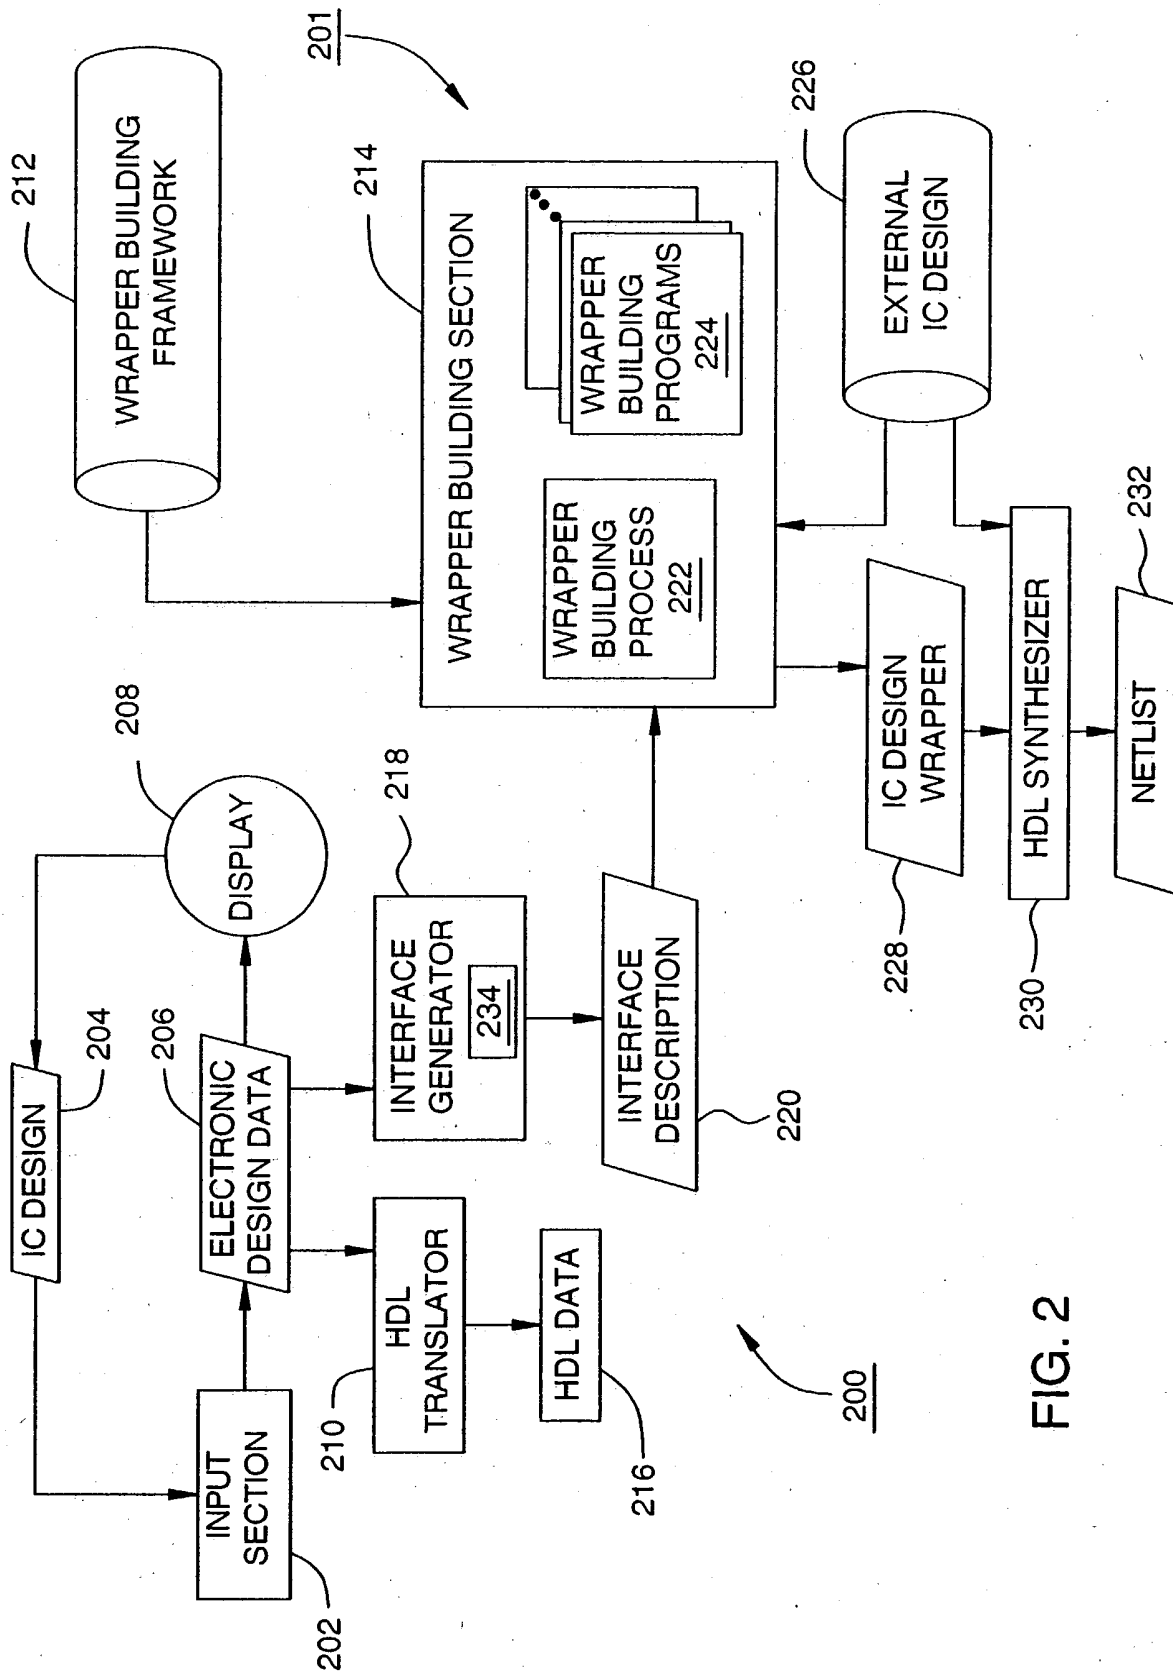 IC DESIGN
204
INPUT
SECTION
202
ELECTRONIC
DESIGN DATA
206
DISPLAY
208
WRAPPER BUILDING
FRAMEWORK
212
HDL
TRANSLATOR
210
INTERFACE
GENERATOR
234
218
WRAPPER BUILDING SECTION
214
201
WRAPPER
BUILDING
PROCESS
222
WRAPPER
BUILDING
PROGRAMS
224
HDL DATA
216
INTERFACE
DESCRIPTION
220
EXTERNAL
IC DESIGN
226
IC DESIGN
WRAPPER
228
HDL SYNTHESIZER
230
NETLIST
232
200
FIG. 2